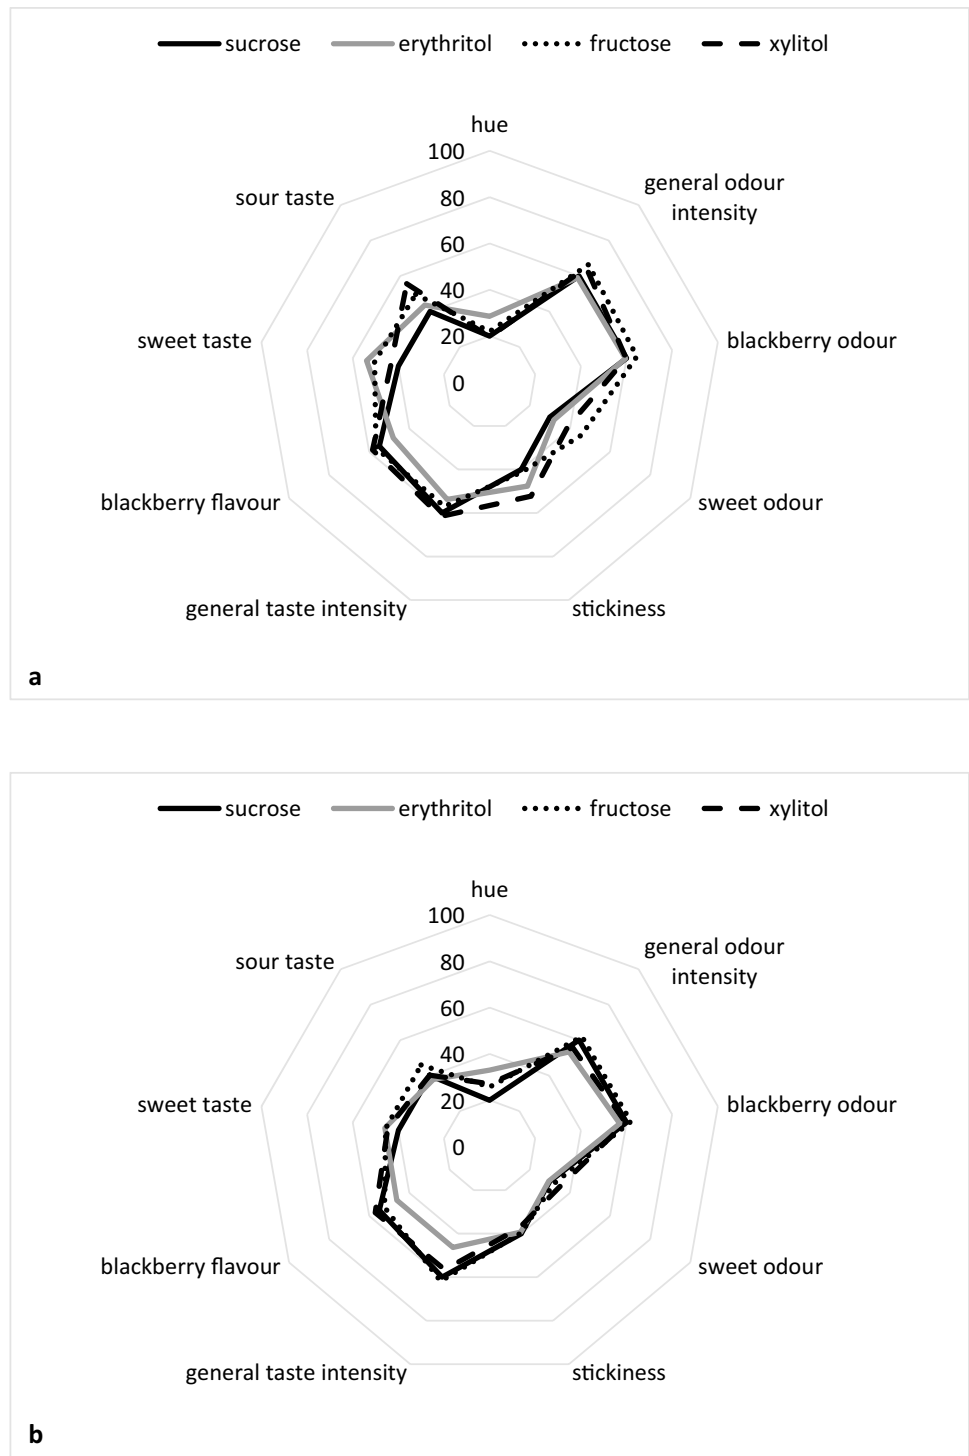 sucrose erythritol fructose xylitol
hue
100
general odour
intensity
80
sour taste
60
40
20
sweet taste
blackberry odour
0
blackberry flavour
sweet odour
general taste intensity
stickiness
a
sucrose erythritol fructose xylitol
hue
100
general odour
intensity
80
sour taste
60
40
20
sweet taste
blackberry odour
0
blackberry flavour
sweet odour
general taste intensity
stickiness
b